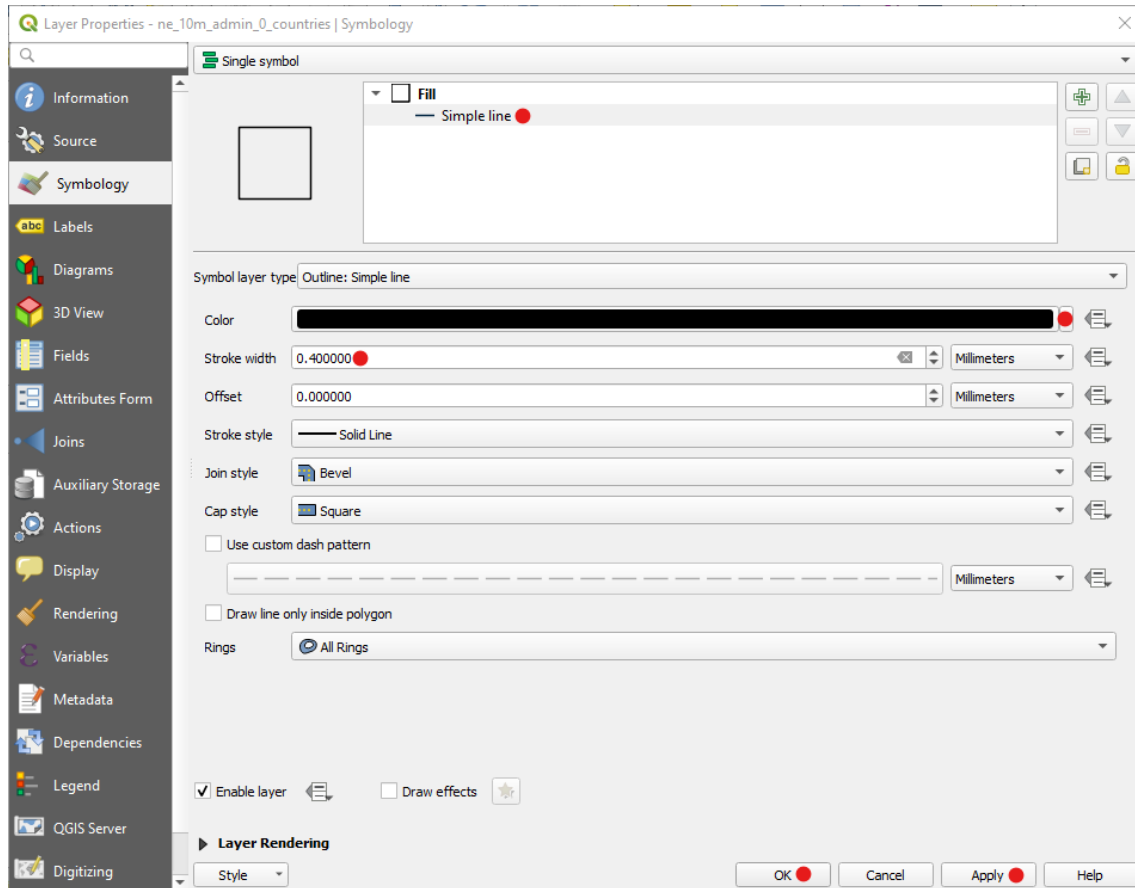 Layer Properties - ne_10m_admin_0_countries | Symbology
Information
Source
Symbology
abc Labels
Diagrams
3D View
Fields
Attributes Form
Joins
Auxiliary Storage
Actions
Display
Rendering
Variables
Metadata
Dependencies
Legend
QGIS Server
Digitizing
Single symbol
Fill
Simple line
Symbol layer type Outline: Simple line
Color
Stroke width 0.400000 Millimeters
Offset 0.000000 Millimeters
Stroke style Solid Line
Join style Bevel
Cap style Square
Use custom dash pattern
Millimeters
Draw line only inside polygon
Rings All Rings
Enable layer Draw effects
Layer Rendering
Style OK Cancel Apply Help